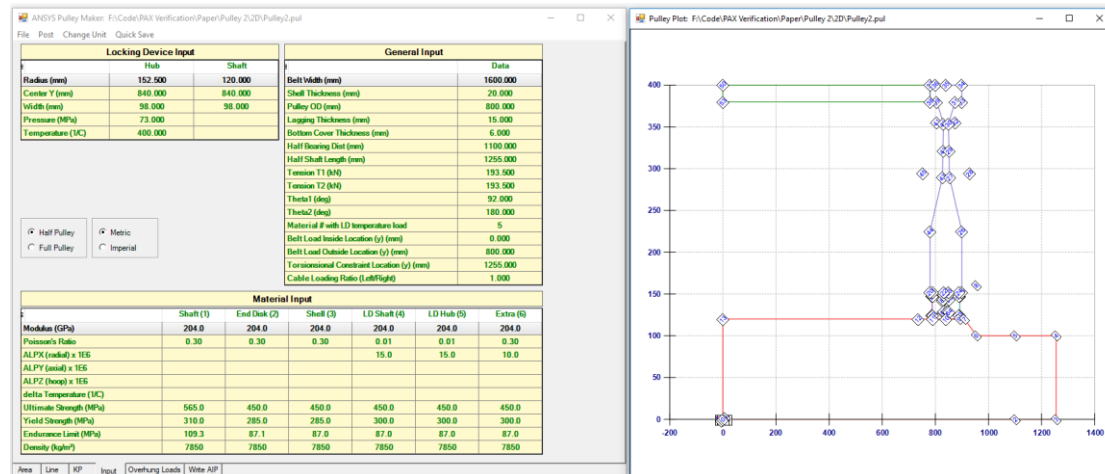 ANSYS Pulley Maker: F:\Code\PAX Verification\Paper\Pulley 2\2D\Pulley2.pul
File Post Change Unit Quick Save
Locking Device Input
Hub Shaft
Radius (mm) 152.500 120.000
Center Y (mm) 840.000 840.000
Width (mm) 98.000 98.000
Pressure (MPa) 73.000
Temperature (1/C) 400.000
Half Pulley Metric
Full Pulley Imperial
General Input
Data
Belt Width (mm) 1600.000
Shell Thickness (mm) 20.000
Pulley OD (mm) 800.000
Lagging Thickness (mm) 15.000
Bottom Cover Thickness (mm) 6.000
Half Bearing Dist (mm) 1100.000
Half Shaft Length (mm) 1255.000
Tension T1 (kN) 193.500
Tension T2 (kN) 193.500
Theta1 (deg) 92.000
Theta2 (deg) 180.000
Material # with LD temperature load 5
Belt Load Inside Location (y) (mm) 0.000
Belt Load Outside Location (y) (mm) 800.000
Torsionsional Constraint Location (y) (mm) 1255.000
Cable Loading Ratio (Left/Right) 1.000
Material Input
Shaft (1) End Disk (2) Shell (3) LD Shaft (4) LD Hub (5) Extra (6)
Modulus (GPa) 204.0 204.0 204.0 204.0 204.0 204.0
Poisson's Ratio 0.30 0.30 0.30 0.01 0.01 0.30
ALPX (radial) x 1E6 15.0 15.0 10.0
ALPY (axial) x 1E6
ALPZ (hoop) x 1E6
delta Temperature (1/C)
Ultimate Strength (MPa) 565.0 450.0 450.0 450.0 450.0 450.0
Yield Strength (MPa) 310.0 285.0 285.0 300.0 300.0 300.0
Endurance Limit (MPa) 109.3 87.1 87.0 87.0 87.0 87.0
Density (kg/m³) 7850 7850 7850 7850 7850 7850
Area Line KP Input Overhung Loads Write AIP
Pulley Plot: F:\Code\PAX Verification\Paper\Pulley 2\2D\Pulley2.pul
400
350
300
250
200
150
100
50
0
-200 0 200 400 600 800 1000 1200 1400